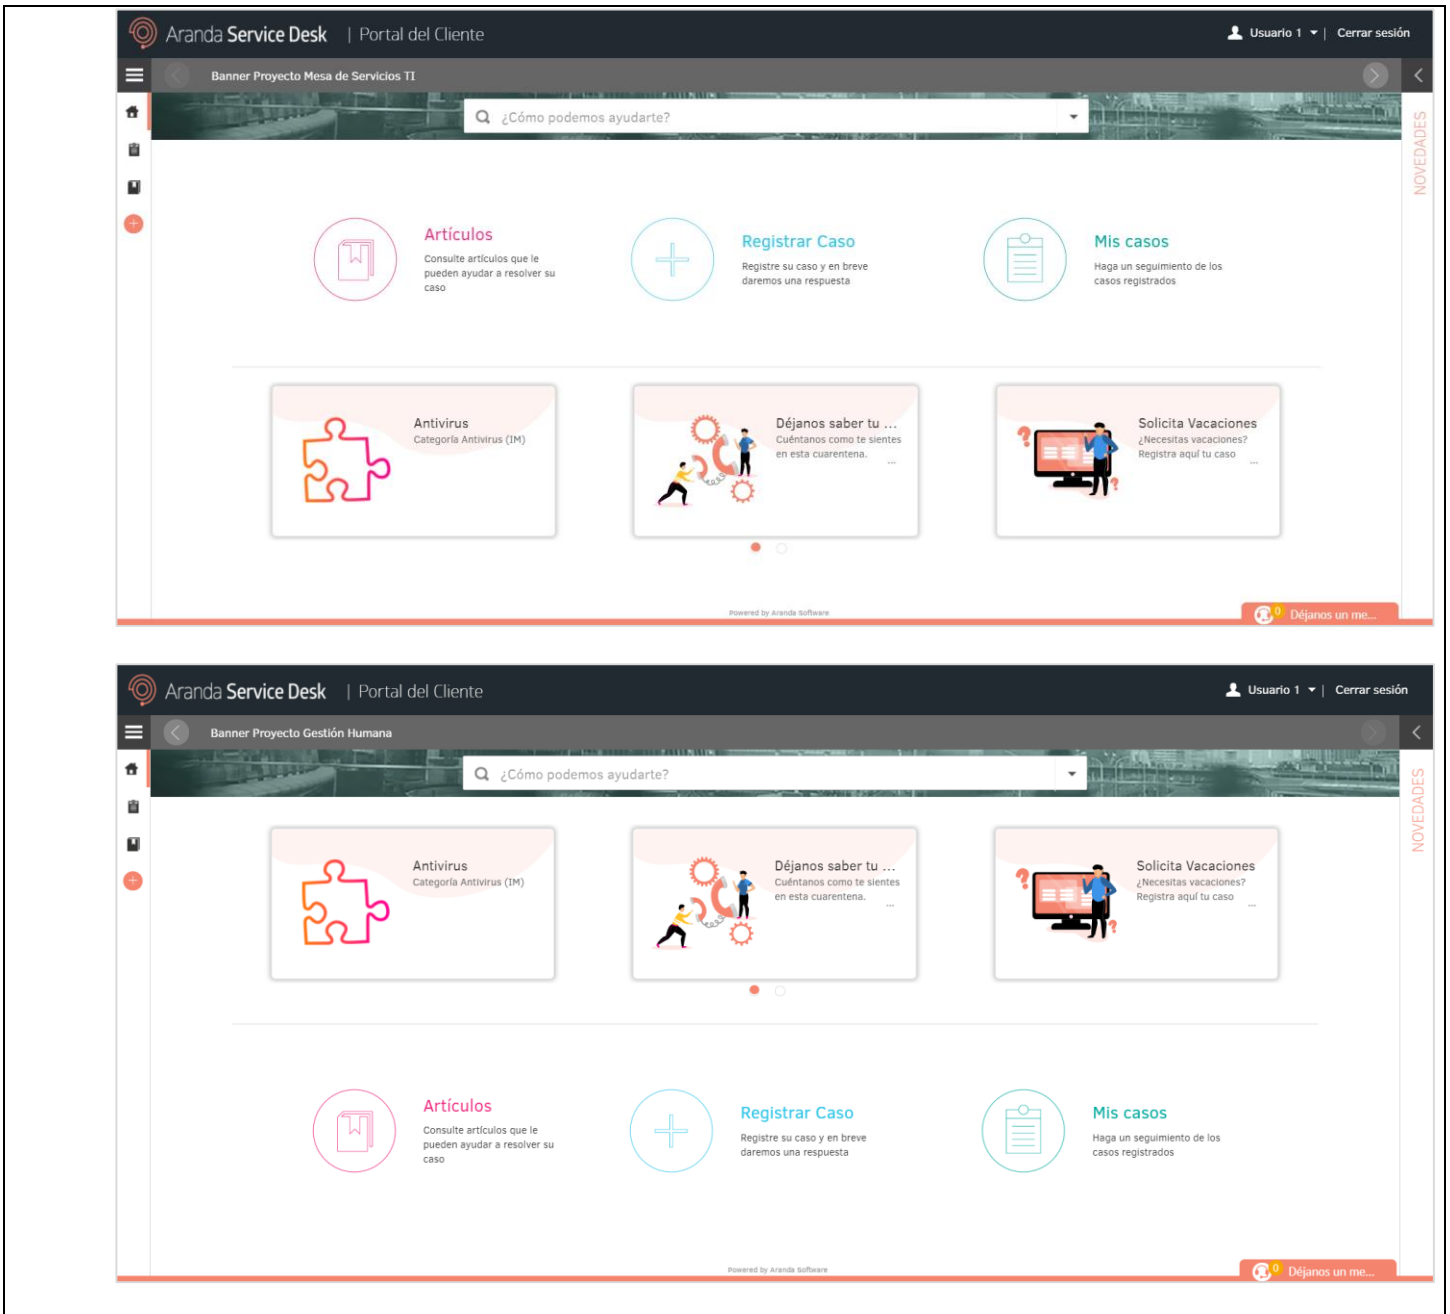 Aranda Service Desk | Portal del Cliente
Usuario 1 | Cerrar sesión
Banner Proyecto Mesa de Servicios TI
¿Cómo podemos ayudarte?
NOVEDADES
Artículos
Consulte artículos que le
pueden ayudar a resolver su
caso
Registrar Caso
Registre su caso y en breve
daremos una respuesta
Mis casos
Haga un seguimiento de los
casos registrados
Antivirus
Categoría Antivirus (IM)
Déjanos saber tu ...
Cuéntanos como te sientes
en esta cuarentena.
...
Solicita Vacaciones
¿Necesitas vacaciones?
Registra aquí tu caso
...
Powered by Aranda Software
0 Déjanos un me...
Aranda Service Desk | Portal del Cliente
Usuario 1 | Cerrar sesión
Banner Proyecto Gestión Humana
¿Cómo podemos ayudarte?
NOVEDADES
Antivirus
Categoría Antivirus (IM)
Déjanos saber tu ...
Cuéntanos como te sientes
en esta cuarentena.
...
Solicita Vacaciones
¿Necesitas vacaciones?
Registra aquí tu caso
...
Artículos
Consulte artículos que le
pueden ayudar a resolver su
caso
Registrar Caso
Registre su caso y en breve
daremos una respuesta
Mis casos
Haga un seguimiento de los
casos registrados
Powered by Aranda Software
0 Déjanos un me...